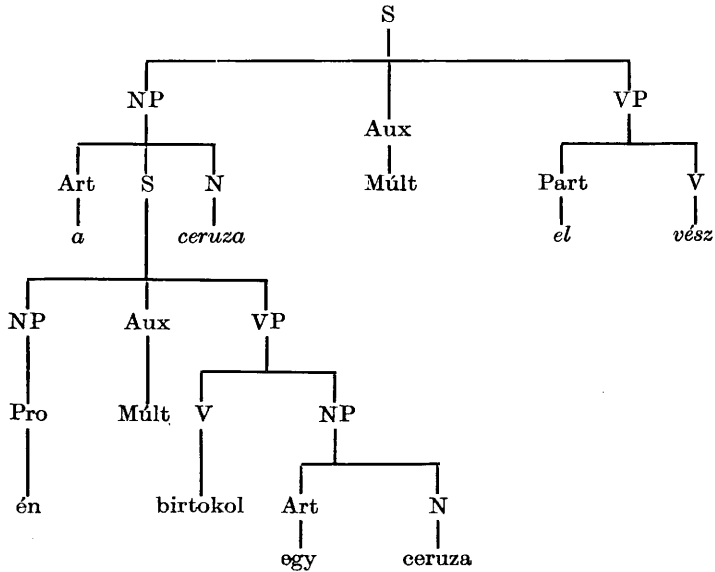 S
NP VP
Aux
Art S N Múlt Part V
a ceruza el vész
NP Aux VP
Pro Múlt V NP
én birtokol Art N
egy ceruza